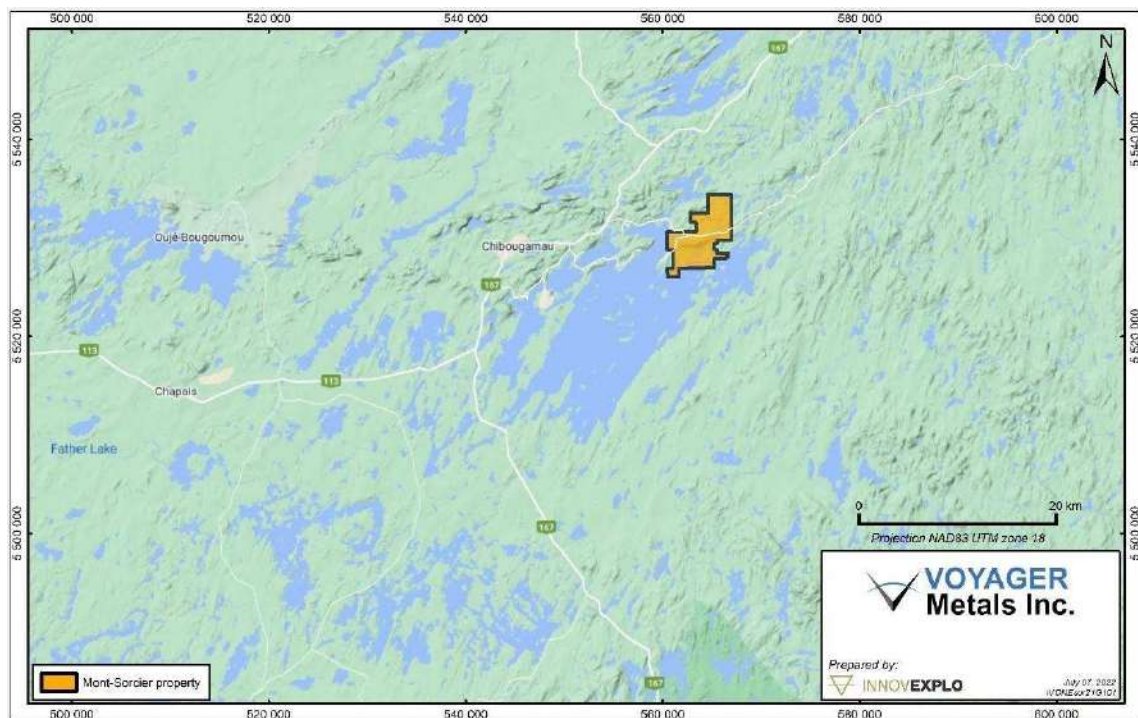 500 000 520 000 540 000 560 000 580 000 600 000
167
N
5 540 000 5 540 000
Oujé-Bougoumou
Chibougamau
167
5 520 000 5 520 000
113
113
Chapais
Father Lake
0 20 km
5 500 000 5 500 000
167
Projection NAD83 UTM zone 18
VOYAGER
Metals Inc.
Prepared by:
INNOVEXPLO
July 07, 2022
Mont-Sorcier property
167
500 000 520 000 540 000 560 000 580 000 600 000